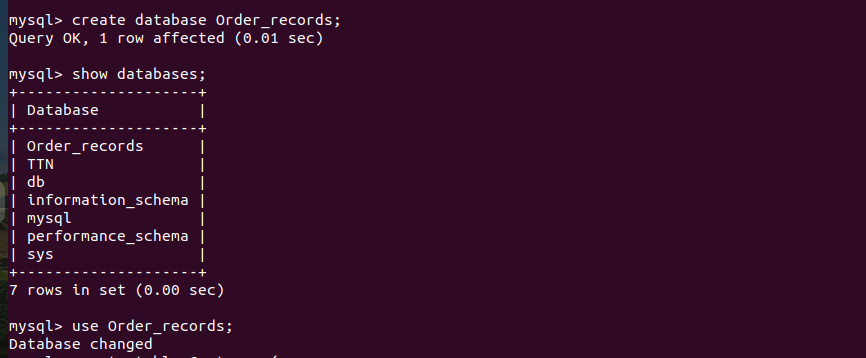 mysql> create database Order_records;
Query OK, 1 row affected (0.01 sec)
mysql> show databases;
+--------------------+
| Database           |
+--------------------+
| Order_records      |
| TTN                |
| db                 |
| information_schema |
| mysql              |
| performance_schema |
| sys                |
+--------------------+
7 rows in set (0.00 sec)
mysql> use Order_records;
Database changed